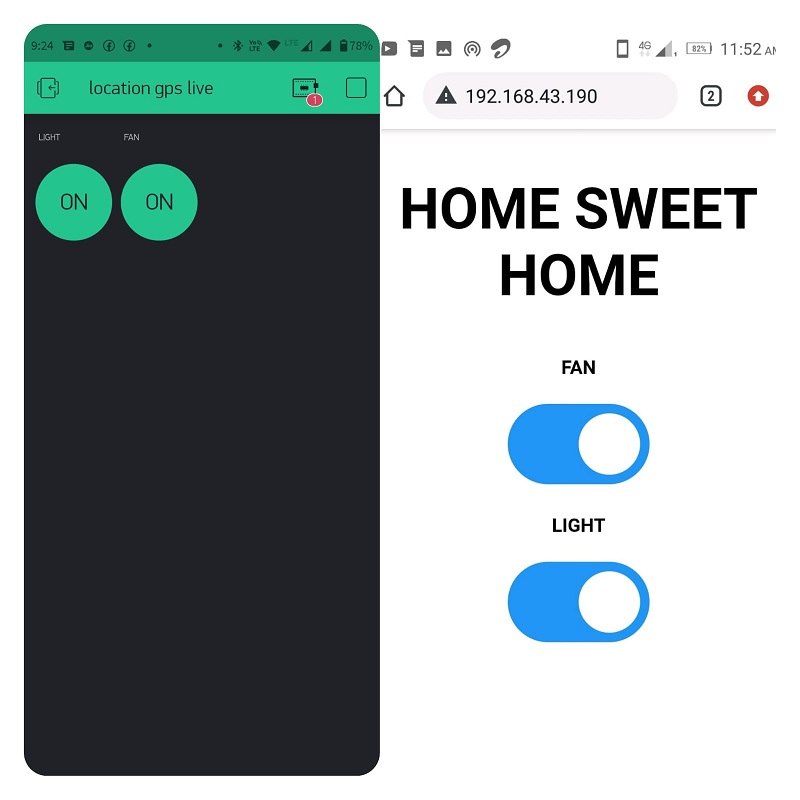 9:24
Vo LTE
LTE
78%
location gps live
1
LIGHT
FAN
ON
ON
4G
82%
11:52 AM
192.168.43.190
2
HOME SWEET
HOME
FAN
LIGHT